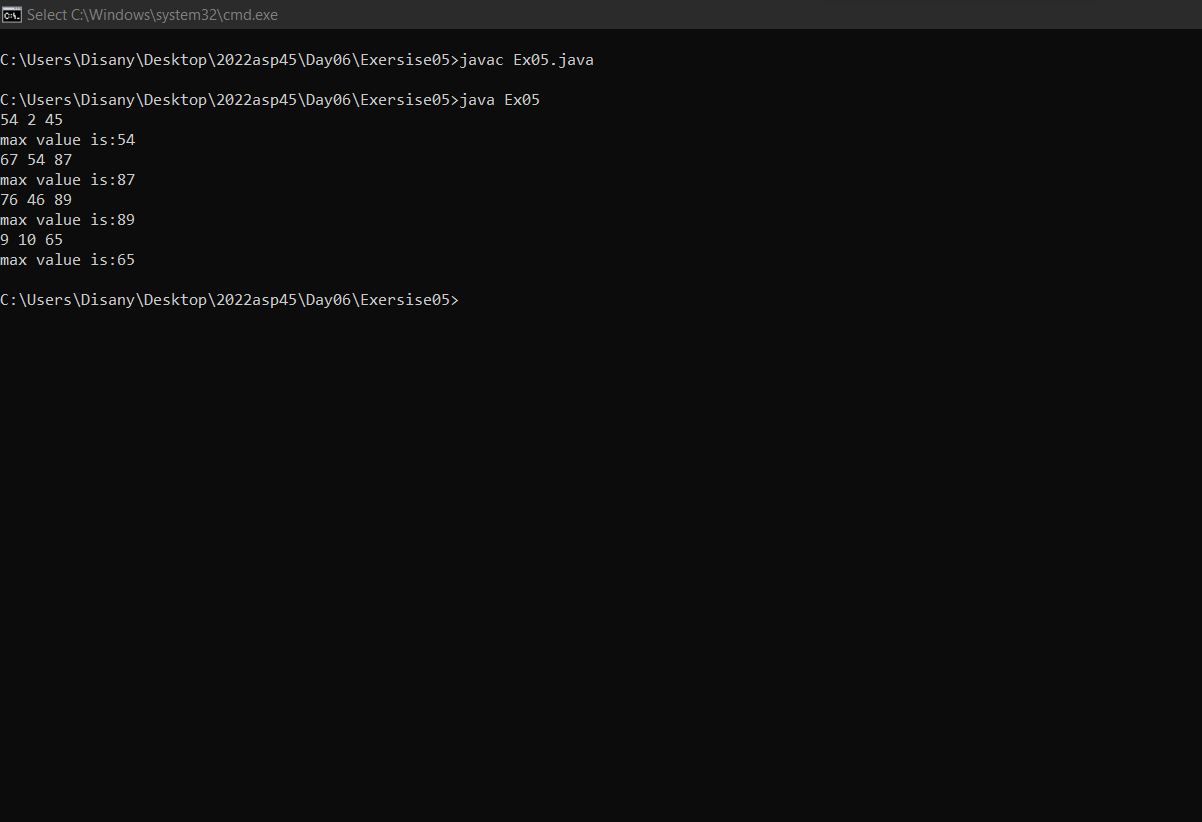 Select C:\Windows\system32\cmd.exe
C:\Users\Disany\Desktop\2022asp45\Day06\Exersise05>javac Ex05.java
C:\Users\Disany\Desktop\2022asp45\Day06\Exersise05>java Ex05
54 2 45
max value is:54
67 54 87
max value is:87
76 46 89
max value is:89
9 10 65
max value is:65
C:\Users\Disany\Desktop\2022asp45\Day06\Exersise05>